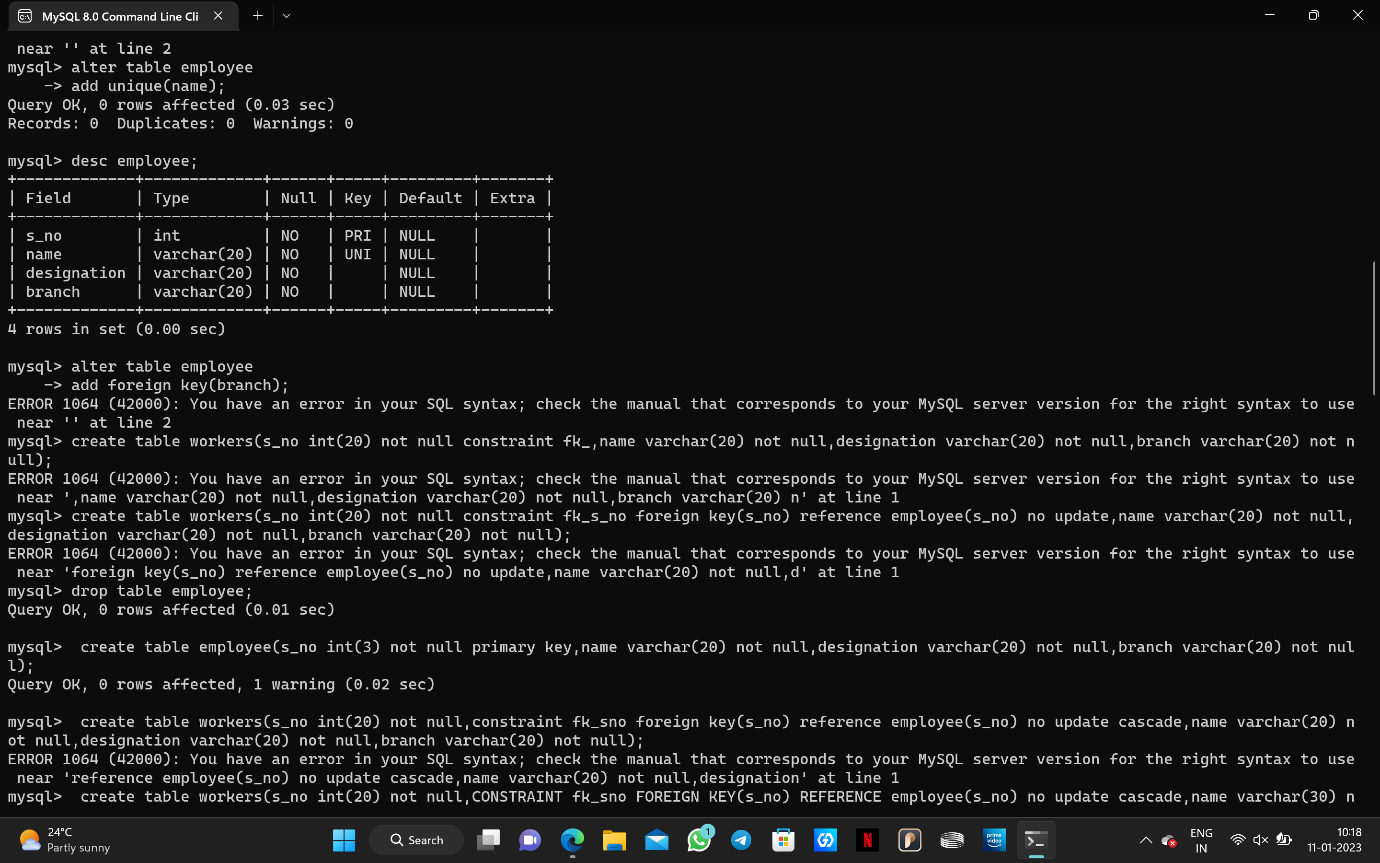 MySQL 8.0 Command Line Cli
near '' at line 2
mysql> alter table employee
-> add unique(name);
Query OK, 0 rows affected (0.03 sec)
Records: 0  Duplicates: 0  Warnings: 0
mysql> desc employee;
+-------------+-------------+------+-----+---------+-------+
| Field       | Type        | Null | Key | Default | Extra |
+-------------+-------------+------+-----+---------+-------+
| s_no        | int         | NO   | PRI | NULL    |       |
| name        | varchar(20) | NO   | UNI | NULL    |       |
| designation | varchar(20) | NO   |     | NULL    |       |
| branch      | varchar(20) | NO   |     | NULL    |       |
+-------------+-------------+------+-----+---------+-------+
4 rows in set (0.00 sec)
mysql> alter table employee
-> add foreign key(branch);
ERROR 1064 (42000): You have an error in your SQL syntax; check the manual that corresponds to your MySQL server version for the right syntax to use
near '' at line 2
mysql> create table workers(s_no int(20) not null constraint fk_,name varchar(20) not null,designation varchar(20) not null,branch varchar(20) not n
ull);
ERROR 1064 (42000): You have an error in your SQL syntax; check the manual that corresponds to your MySQL server version for the right syntax to use
near ',name varchar(20) not null,designation varchar(20) not null,branch varchar(20) n' at line 1
mysql> create table workers(s_no int(20) not null constraint fk_s_no foreign key(s_no) reference employee(s_no) no update,name varchar(20) not null,
designation varchar(20) not null,branch varchar(20) not null);
ERROR 1064 (42000): You have an error in your SQL syntax; check the manual that corresponds to your MySQL server version for the right syntax to use
near 'foreign key(s_no) reference employee(s_no) no update,name varchar(20) not null,d' at line 1
mysql> drop table employee;
Query OK, 0 rows affected (0.01 sec)
mysql>  create table employee(s_no int(3) not null primary key,name varchar(20) not null,designation varchar(20) not null,branch varchar(20) not nul
l);
Query OK, 0 rows affected, 1 warning (0.02 sec)
mysql>  create table workers(s_no int(20) not null,constraint fk_sno foreign key(s_no) reference employee(s_no) no update cascade,name varchar(20) n
ot null,designation varchar(20) not null,branch varchar(20) not null);
ERROR 1064 (42000): You have an error in your SQL syntax; check the manual that corresponds to your MySQL server version for the right syntax to use
near 'reference employee(s_no) no update cascade,name varchar(20) not null,designation' at line 1
mysql>  create table workers(s_no int(20) not null,CONSTRAINT fk_sno FOREIGN KEY(s_no) REFERENCE employee(s_no) no update cascade,name varchar(30) n
24°C
Partly sunny
Search
1
N
prime video
ENG
IN
10:18
11-01-2023